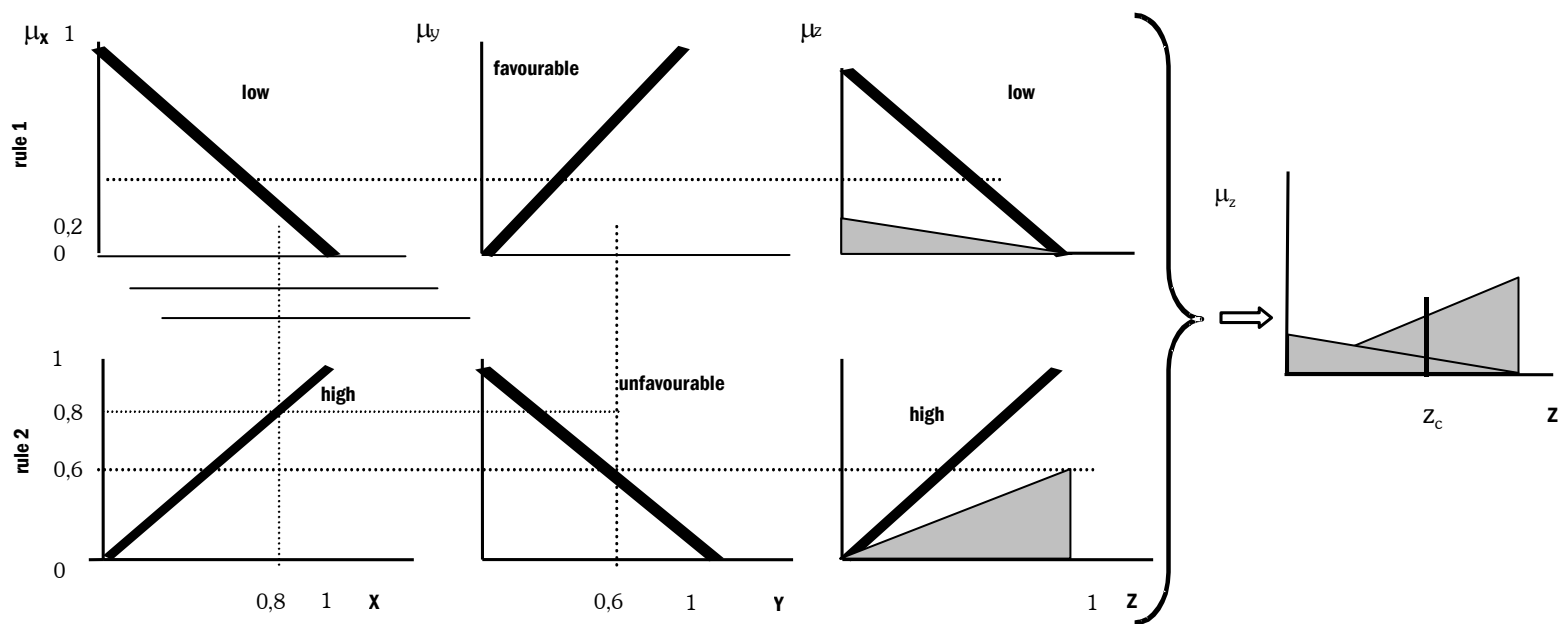 μx 1
μy
μz
rule 1
low
favourable
low
0,2
0
μz
zc
z
rule 2
1
0,8
0,6
0
high
unfavourable
high
0,8 1 X
0,6 1 Y
1 Z